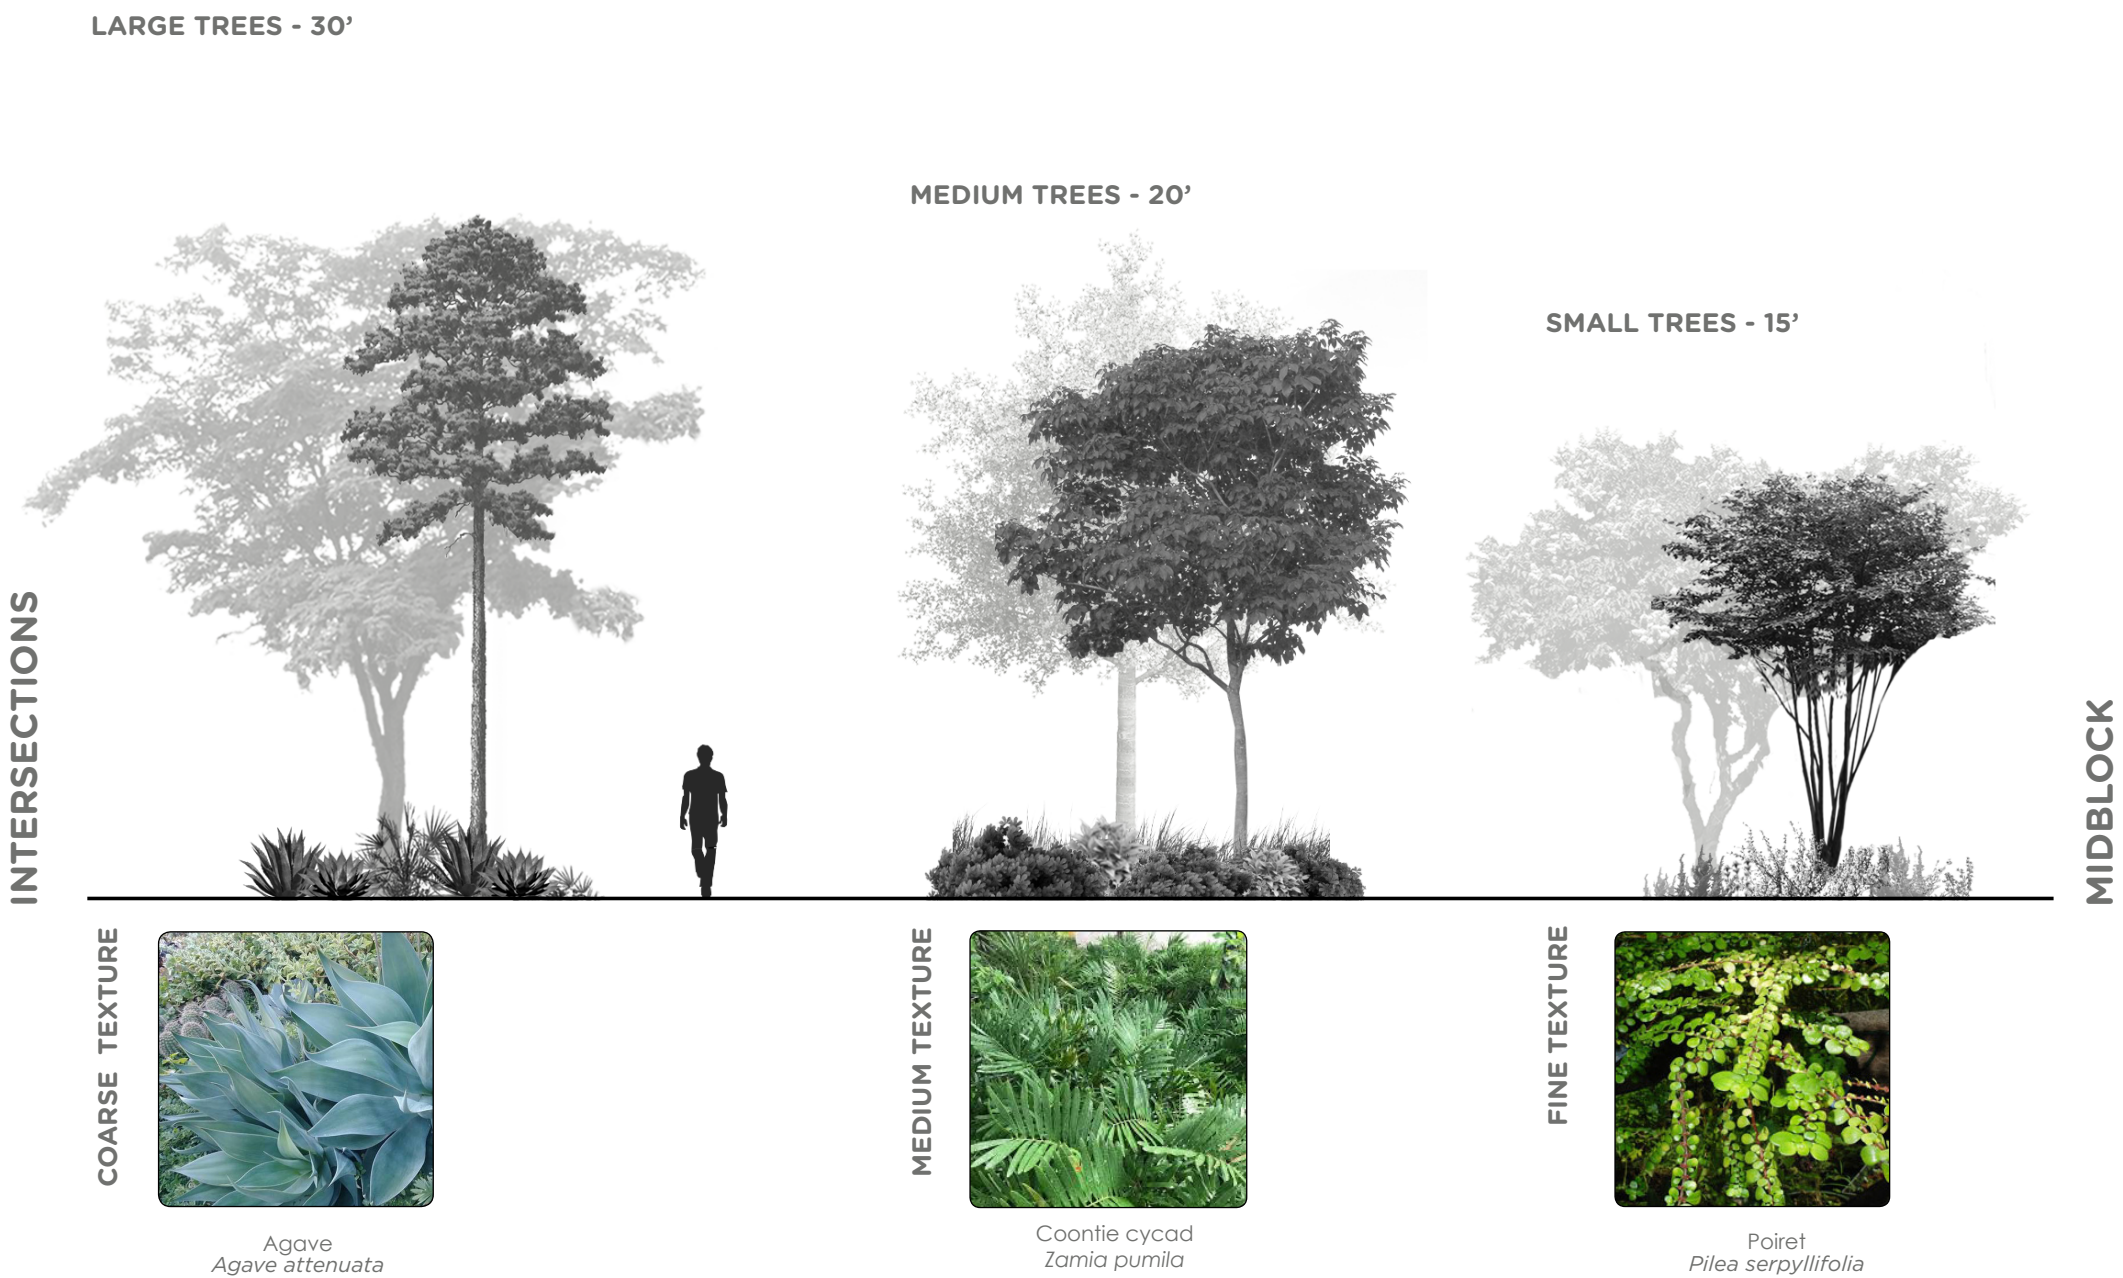 LARGE TREES - 30’
MEDIUM TREES - 20’
SMALL TREES - 15’
INTERSECTIONS
MIDBLOCK
COARSE TEXTURE
MEDIUM TEXTURE
FINE TEXTURE
Agave
Agave attenuata
Coontie cycad
Zamia pumila
Poiret
Pilea serpyllifolia